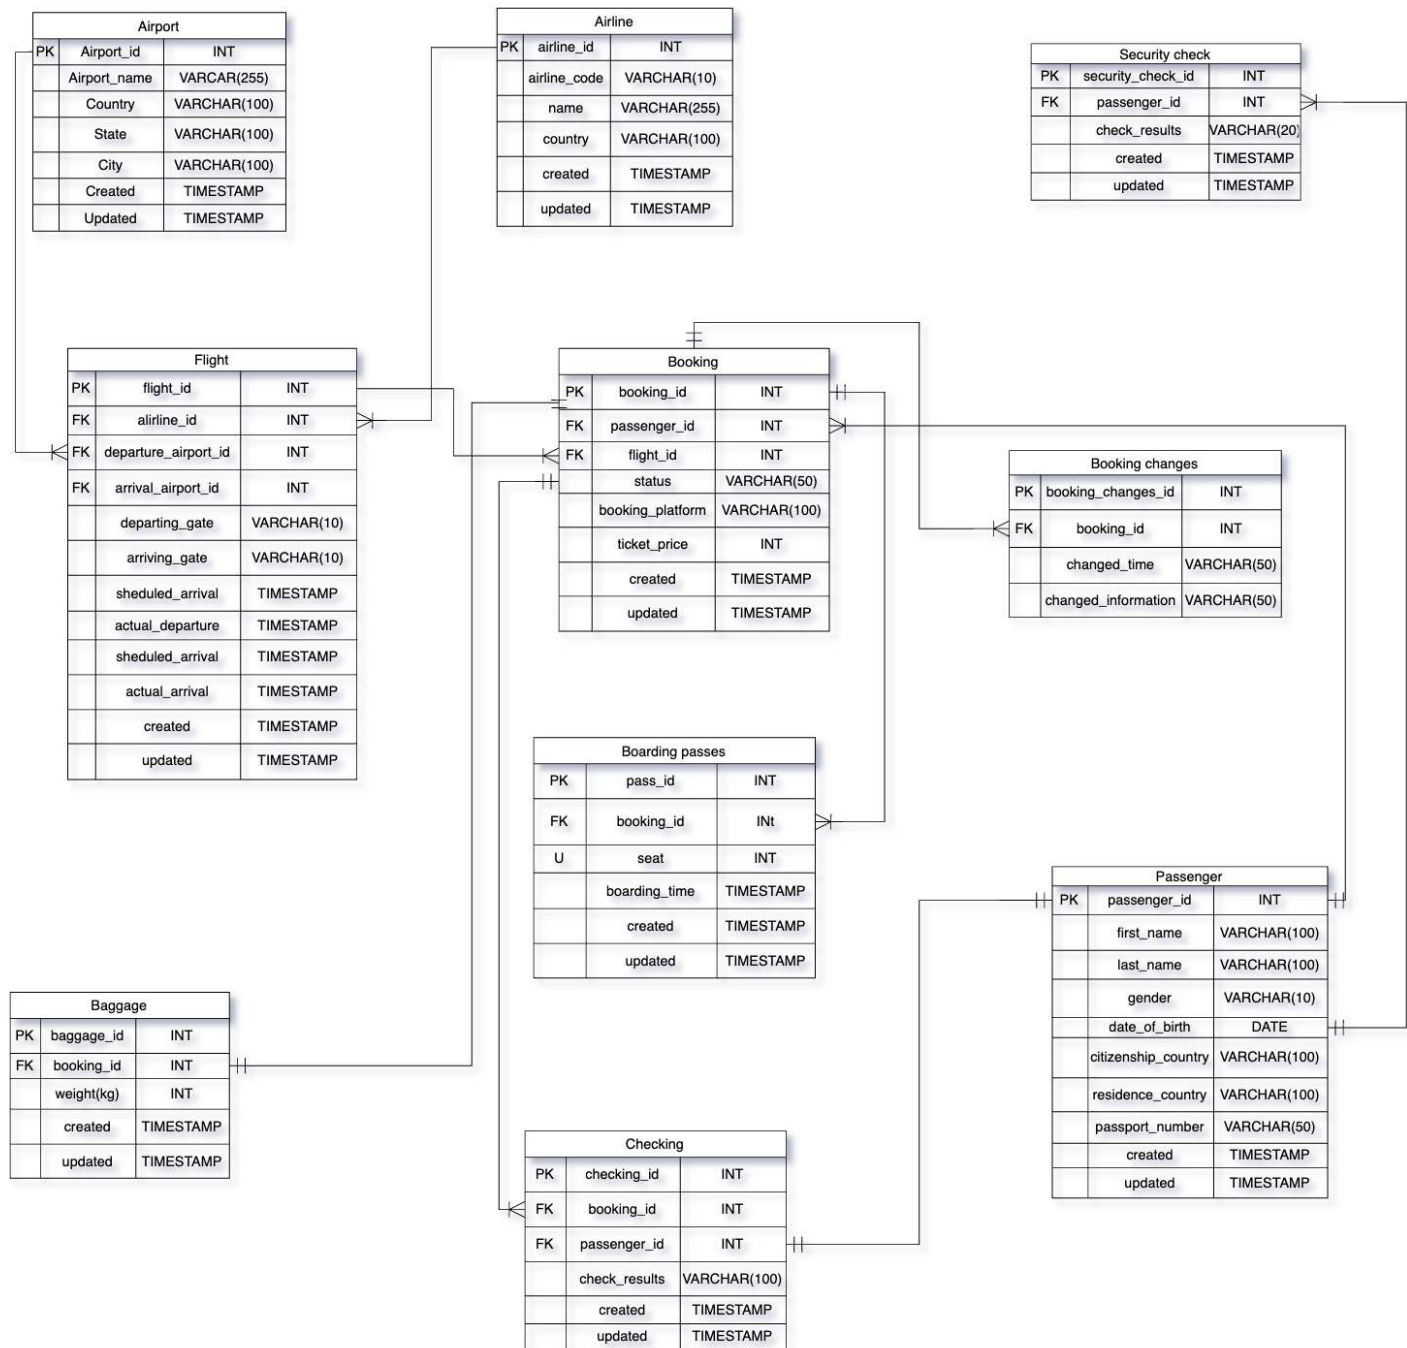 Airport
PK Airport_id INT
Airport_name VARCAR(255)
Country VARCHAR(100)
State VARCHAR(100)
City VARCHAR(100)
Created TIMESTAMP
Updated TIMESTAMP
Airline
PK airline_id INT
airline_code VARCHAR(10)
name VARCHAR(255)
country VARCHAR(100)
created TIMESTAMP
updated TIMESTAMP
Security check
PK security_check_id INT
FK passenger_id INT
check_results VARCHAR(20)
created TIMESTAMP
updated TIMESTAMP
Flight
PK flight_id INT
FK alirline_id INT
FK departure_airport_id INT
FK arrival_airport_id INT
departing_gate VARCHAR(10)
arriving_gate VARCHAR(10)
sheduled_arrival TIMESTAMP
actual_departure TIMESTAMP
sheduled_arrival TIMESTAMP
actual_arrival TIMESTAMP
created TIMESTAMP
updated TIMESTAMP
Booking
PK booking_id INT
FK passenger_id INT
FK flight_id INT
status VARCHAR(50)
booking_platform VARCHAR(100)
ticket_price INT
created TIMESTAMP
updated TIMESTAMP
Booking changes
PK booking_changes_id INT
FK booking_id INT
changed_time VARCHAR(50)
changed_information VARCHAR(50)
Boarding passes
PK pass_id INT
FK booking_id INt
U seat INT
boarding_time TIMESTAMP
created TIMESTAMP
updated TIMESTAMP
Passenger
PK passenger_id INT
first_name VARCHAR(100)
last_name VARCHAR(100)
gender VARCHAR(10)
date_of_birth DATE
citizenship_country VARCHAR(100)
residence_country VARCHAR(100)
passport_number VARCHAR(50)
created TIMESTAMP
updated TIMESTAMP
Baggage
PK baggage_id INT
FK booking_id INT
weight(kg) INT
created TIMESTAMP
updated TIMESTAMP
Checking
PK checking_id INT
FK booking_id INT
FK passenger_id INT
check_results VARCHAR(100)
created TIMESTAMP
updated TIMESTAMP